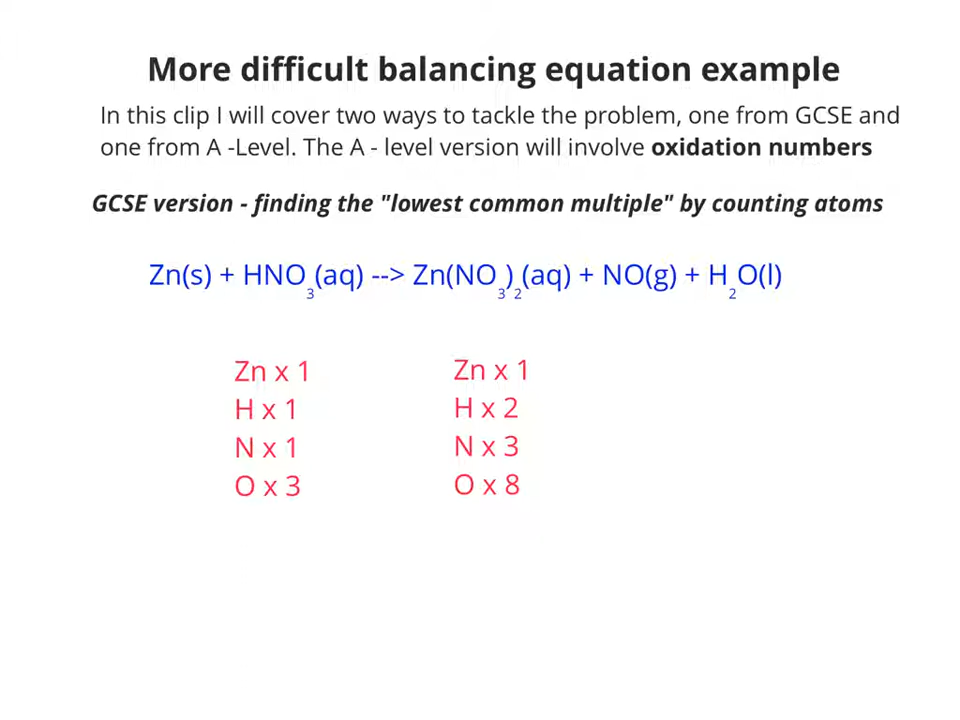 More difficult balancing equation example
In this clip I will cover two ways to tackle the problem, one from GCSE and
one from A -Level. The A - level version will involve oxidation numbers
GCSE version - finding the "lowest common multiple" by counting atoms
Zn(s) + HNO₃(aq) --> Zn(NO₃)₂(aq) + NO(g) + H₂O(l)
Zn x 1 Zn x 1
H x 1 H x 2
N x 1 N x 3
O x 3 O x 8